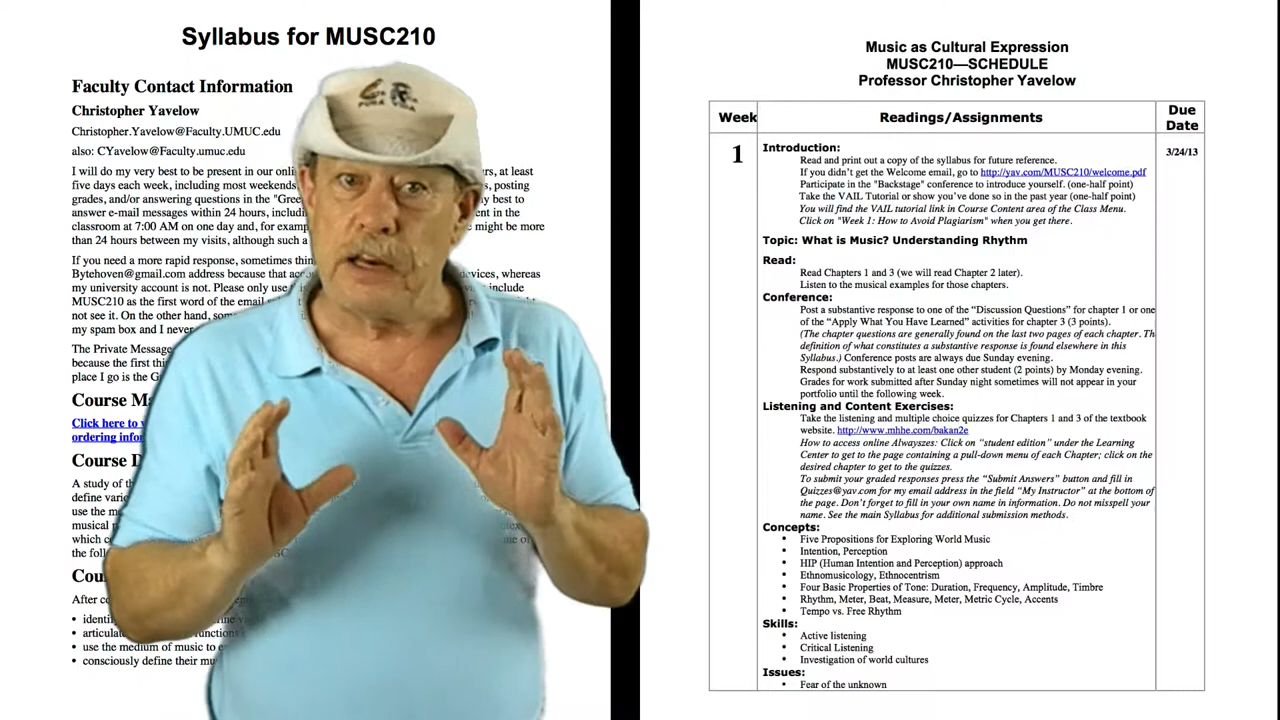 Syllabus for MUSC210
Faculty Contact Information
Christopher Yavelow
Christopher.Yavelow@Faculty.UMUC.edu
also: CYavelow@Faculty.umuc.edu
I will do my very best to be present in our onli
rs, at least
five days each week, including most weekends,
posting
grades, and/or answering questions in the "Gree
y best to
answer e-mail messages within 24 hours, includi
ent in the
classroom at 7:00 AM on one day and, for examp
might be more
than 24 hours between my visits, although such a
If you need a more rapid response, sometimes thin
Bytehoven@gmail.com address because that acc
evices, whereas
my university account is not. Please only use
include
MUSC210 as the first word of the email
not see it. On the other hand, som
my spam box and I never
The Private Message
because the first thi
place I go is the G
Course Ma
Click here to
ordering infor
Course D
A study of th
define vario
use the m
musical
which c
the foll
Cou
After co
• identi
• articulat
functions
• use the medium of music to e
• consciously define their mu
Music as Cultural Expression
MUSC210—SCHEDULE
Professor Christopher Yavelow
Week
Readings/Assignments
Due
Date
1
3/24/13
Introduction:
Read and print out a copy of the syllabus for future reference.
If you didn't get the Welcome email, go to http://yav.com/MUSC210/welcome.pdf
Participate in the "Backstage" conference to introduce yourself. (one-half point)
Take the VAIL Tutorial or show you've done so in the past year (one-half point)
You will find the VAIL tutorial link in Course Content area of the Class Menu.
Click on "Week 1: How to Avoid Plagiarism" when you get there.
Topic: What is Music? Understanding Rhythm
Read:
Read Chapters 1 and 3 (we will read Chapter 2 later).
Listen to the musical examples for those chapters.
Conference:
Post a substantive response to one of the “Discussion Questions” for chapter 1 or one
of the “Apply What You Have Learned” activities for chapter 3 (3 points).
(The chapter questions are generally found on the last two pages of each chapter. Th
definition of what constitutes a substantive response is found elsewhere in this
Syllabus.) Conference posts are always due Sunday evening.
Respond substantively to at least one other student (2 points) by Monday evening.
Grades for work submitted after Sunday night sometimes will not appear in your
portfolio until the following week.
Listening and Content Exercises:
Take the listening and multiple choice quizzes for Chapters 1 and 3 of the textbook
website. http://www.mhhe.com/bakan2e
How to access online Alwayszes: Click on “student edition” under the Learning
Center to get to the page containing a pull-down menu of each Chapter; click on the
desired chapter to get to the quizzes.
To submit your graded responses press the “Submit Answers” button and fill in
Quizzes@yav.com for my email address in the field “My Instructor” at the bottom of
the page. Don’t forget to fill in your own name in information. Do not misspell your
name. See the main Syllabus for additional submission methods.
Concepts:
• Five Propositions for Exploring World Music
• Intention, Perception
• HIP (Human Intention and Perception) approach
• Ethnomusicology, Ethnocentrism
• Four Basic Properties of Tone: Duration, Frequency, Amplitude, Timbre
• Rhythm, Meter, Beat, Measure, Meter, Metric Cycle, Accents
• Tempo vs. Free Rhythm
Skills:
• Active listening
• Critical Listening
• Investigation of world cultures
Issues:
• Fear of the unknown